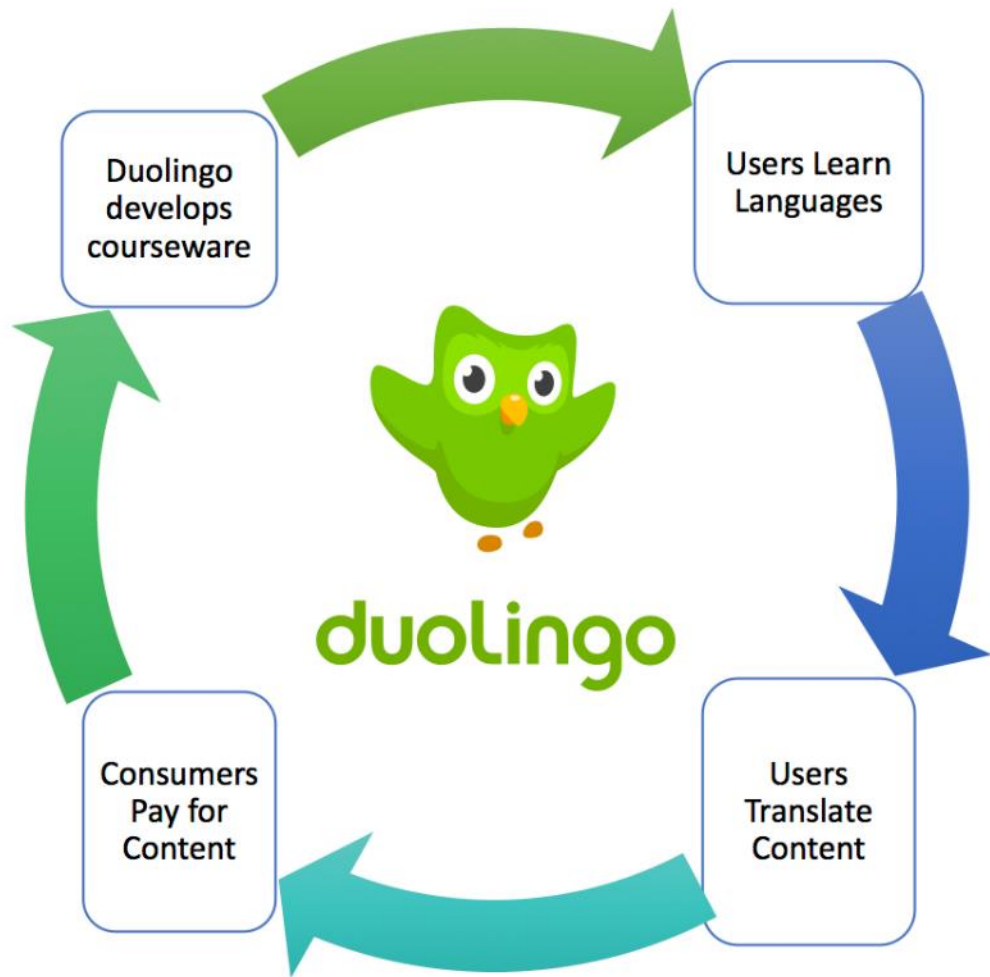 Duolingo
develops
courseware
Users Learn
Languages
duolingo
Consumers
Pay for
Content
Users
Translate
Content